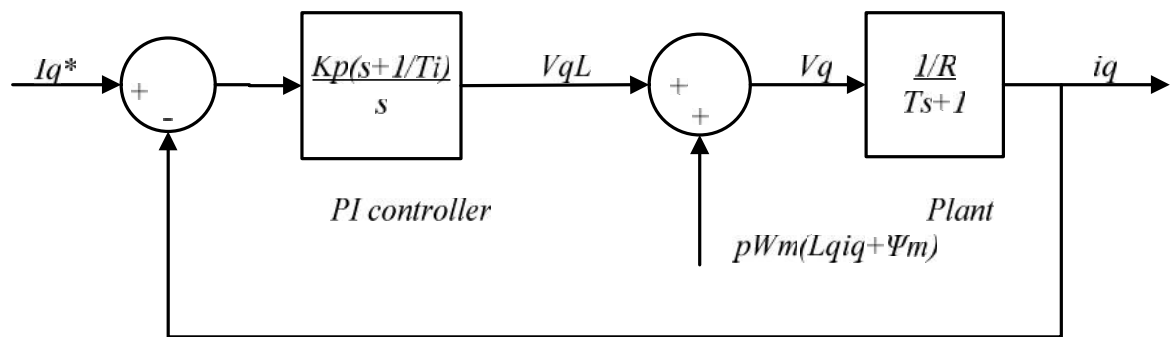 Iq*
+
-
Kp(s+1/Ti)
s
VqL
+
+
Vq
1/R
Ts+1
iq
PI controller
Plant
pWm(Lqiq+Ψm)